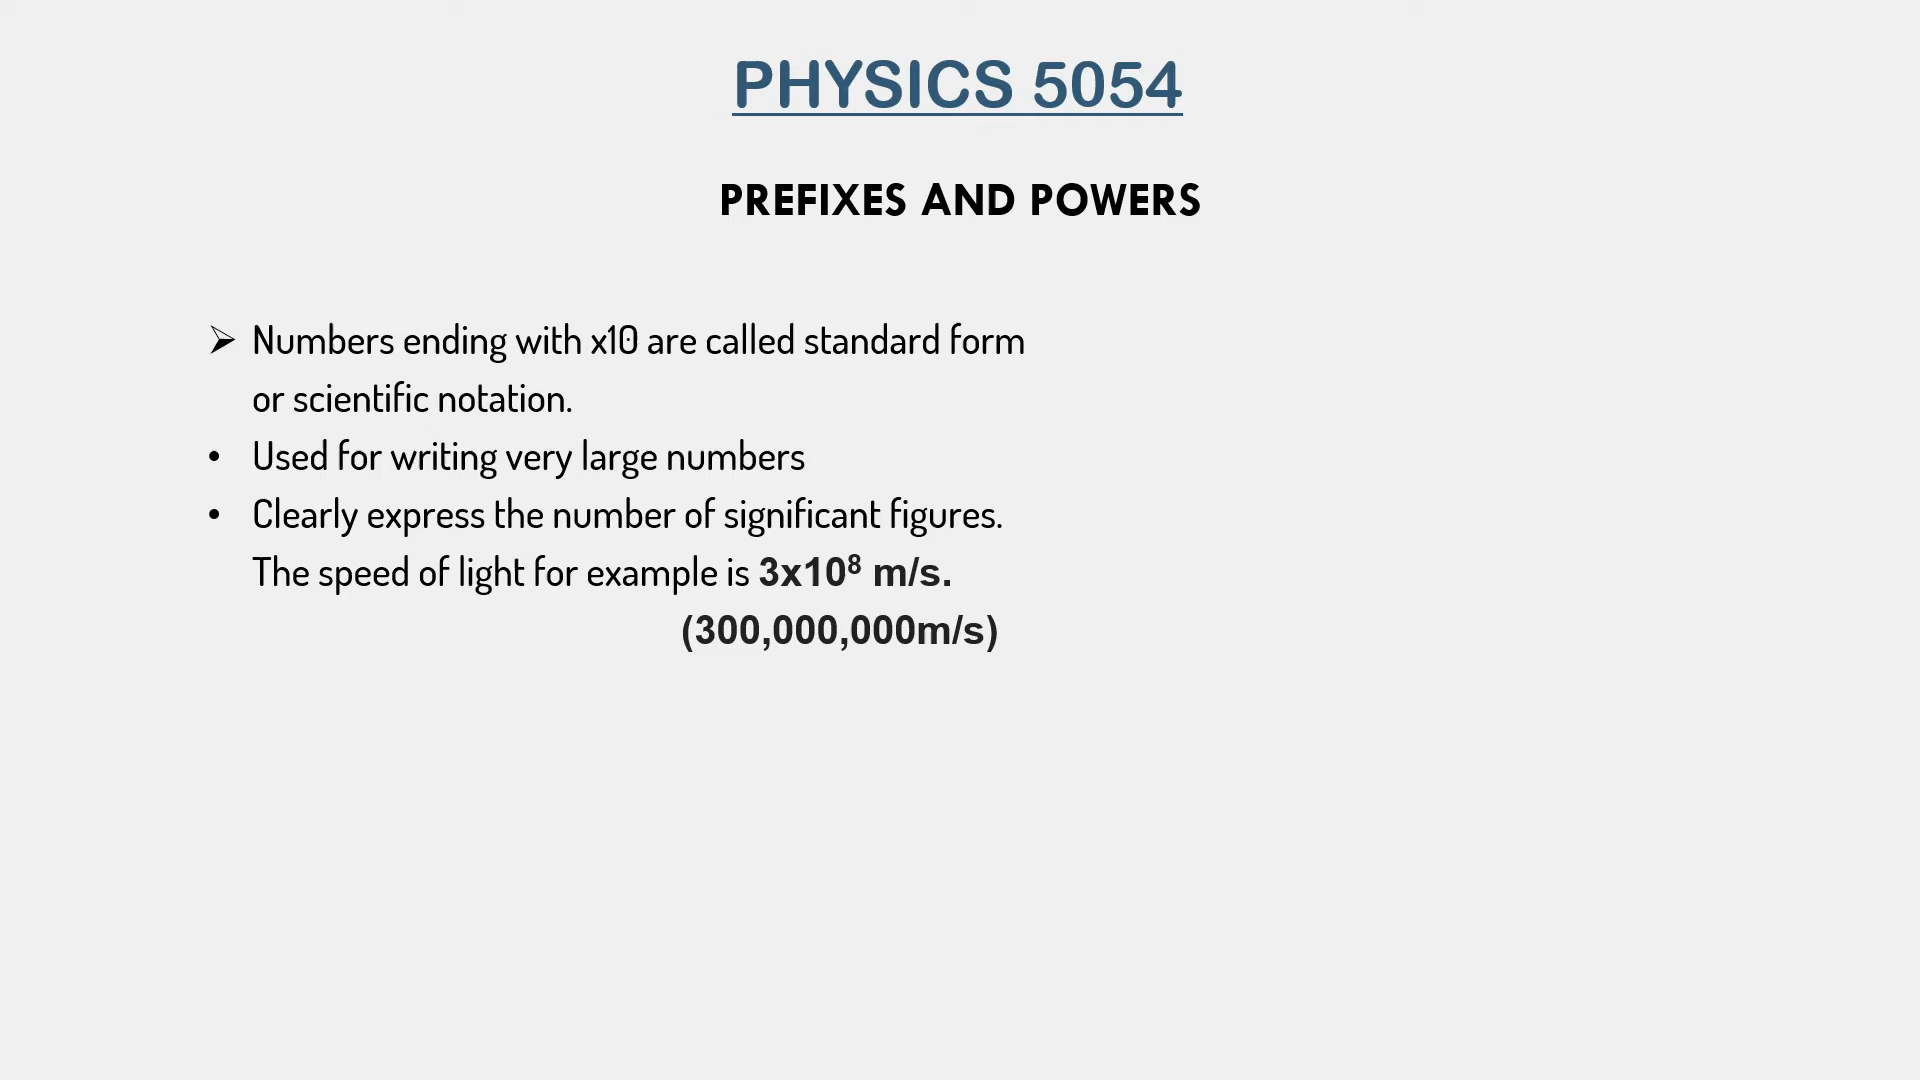 PHYSICS 5054
PREFIXES AND POWERS
➢ Numbers ending with x10 are called standard form
or scientific notation.
• Used for writing very large numbers
• Clearly express the number of significant figures.
The speed of light for example is 3x10⁸ m/s.
(300,000,000m/s)